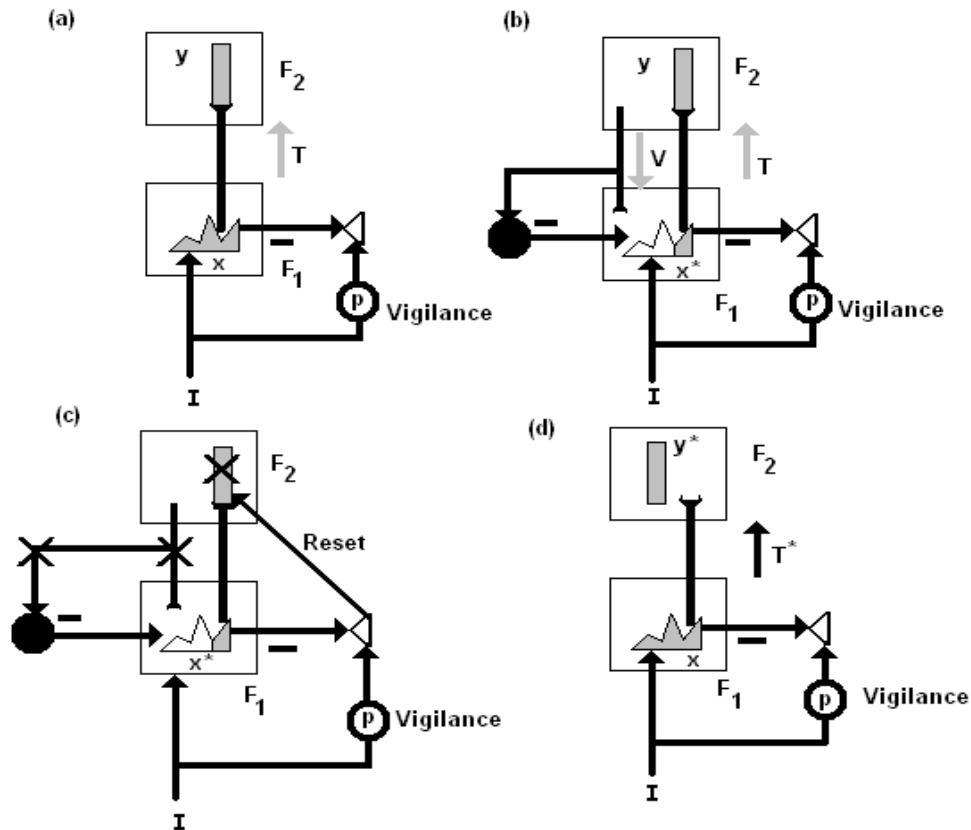 (a)
y
F2
T
x
F1
p
Vigilance
I
(b)
y
F2
V
T
x*
F1
p
Vigilance
I
(c)
F2
Reset
x*
F1
p
Vigilance
I
(d)
y*
F2
T*
x
F1
p
Vigilance
I